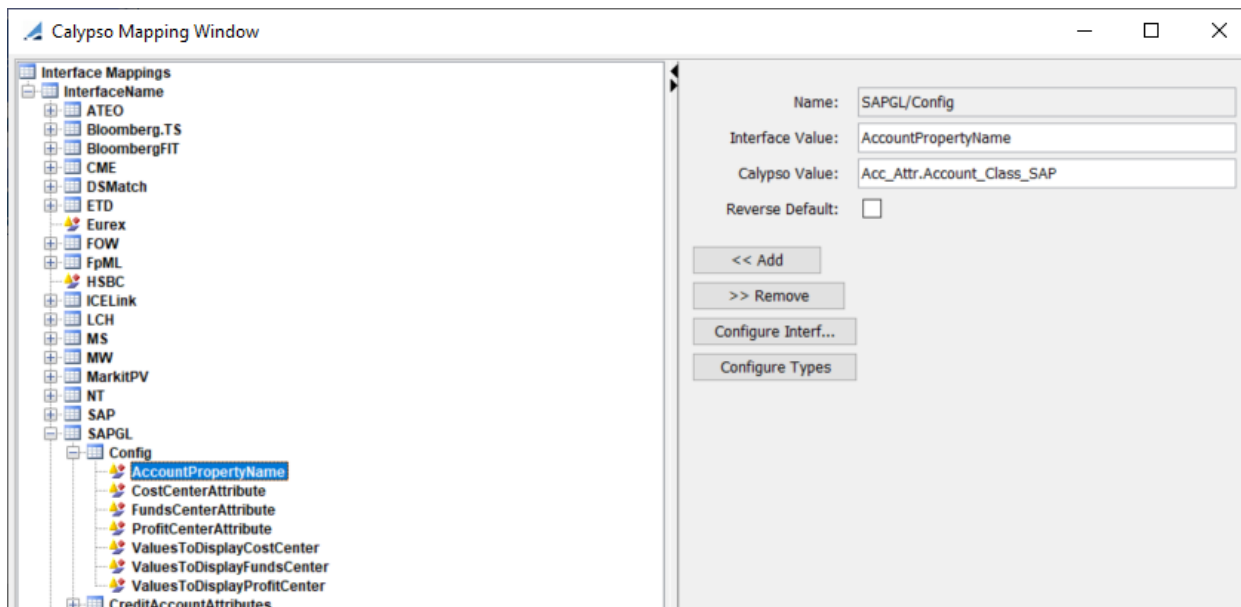 Calypso Mapping Window
Interface Mappings
InterfaceName
ATEO
Bloomberg.TS
BloombergFIT
CME
DSMatch
ETD
Eurex
FOW
FpML
HSBC
ICELink
LCH
MS
MW
MarkitPV
NT
SAP
SAPGL
Config
AccountPropertyName
CostCenterAttribute
FundsCenterAttribute
ProfitCenterAttribute
ValuesToDisplayCostCenter
ValuesToDisplayFundsCenter
ValuesToDisplayProfitCenter
CreditAccountAttributes
Name: SAPGL/Config
Interface Value: AccountPropertyName
Calypso Value: Acc_Attr.Account_Class_SAP
Reverse Default:
<< Add
>> Remove
Configure Interf...
Configure Types